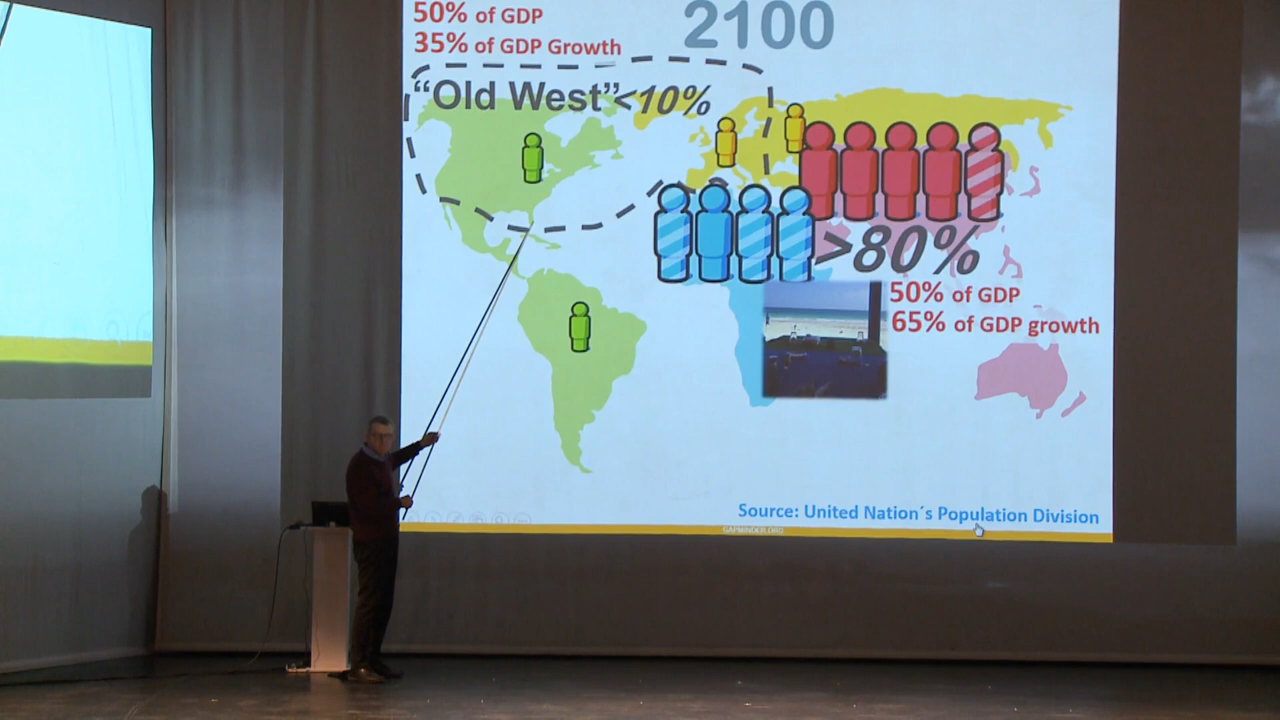 50% of GDP
35% of GDP Growth
2100
“Old West”<10%
>80%
50% of GDP
65% of GDP growth
Source: United Nation´s Population Division
GAPMINDER.ORG